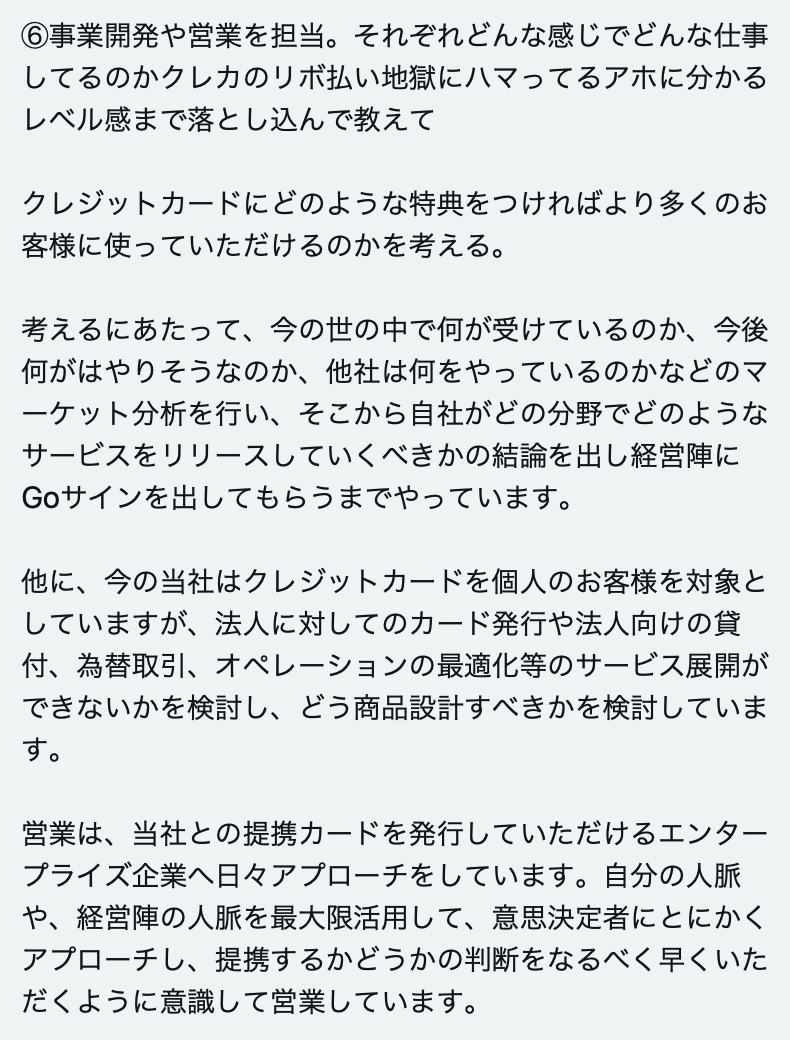 ⑥事業開発や営業を担当。それぞれどんな感じでどんな仕事
してるのかクレカのリボ払い地獄にハマってるアホに分かる
レベル感まで落とし込んで教えて
クレジットカードにどのような特典をつければより多くのお
客様に使っていただけるのかを考える。
考えるにあたって、今の世の中で何が受けているのか、今後
何がはやりそうなのか、他社は何をやっているのかなどのマ
ーケット分析を行い、そこから自社がどの分野でどのような
サービスをリリースしていくべきかの結論を出し経営陣に
Goサインを出してもらうまでやっています。
他に、今の当社はクレジットカードを個人のお客様を対象と
していますが、法人に対してのカード発行や法人向けの貸
付、為替取引、オペレーションの最適化等のサービス展開が
できないかを検討し、どう商品設計すべきかを検討していま
す。
営業は、当社との提携カードを発行していただけるエンター
プライズ企業へ日々アプローチをしています。自分の人脈
や、経営陣の人脈を最大限活用して、意思決定者にとにかく
アプローチし、提携するかどうかの判断をなるべく早くいた
だくように意識して営業しています。